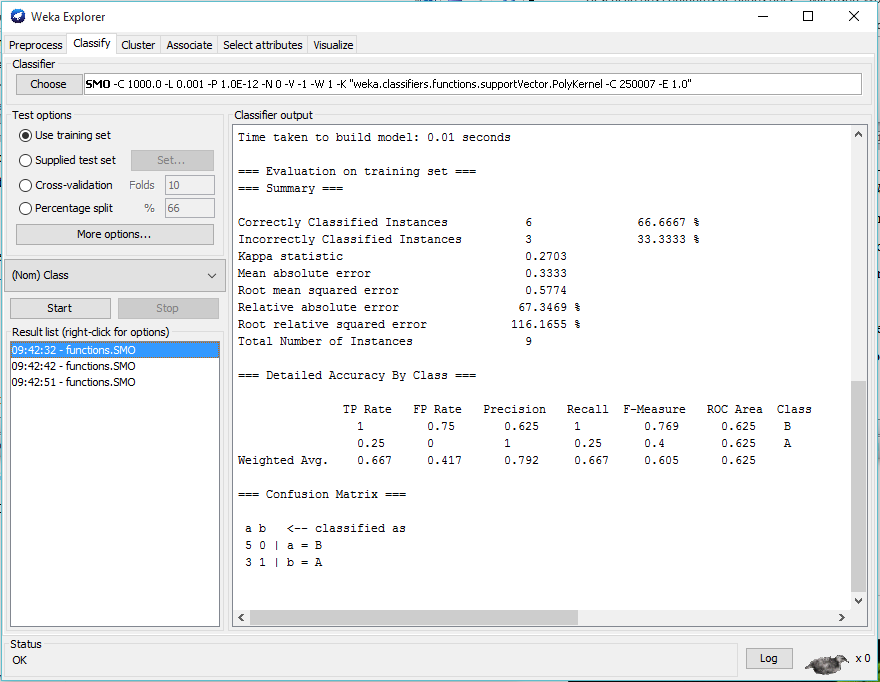 Weka Explorer
Preprocess Classify Cluster Associate Select attributes Visualize
Classifier
Choose SMO -C 1000.0 -L 0.001 -P 1.0E-12 -N 0 -V -1 -W 1 -K "weka.classifiers.functions.supportVector.PolyKernel -C 250007 -E 1.0"
Test options
Use training set
Supplied test set Set...
Cross-validation Folds 10
Percentage split % 66
More options...
(Nom) Class
Start Stop
Result list (right-click for options)
09:42:32 - functions.SMO
09:42:42 - functions.SMO
09:42:51 - functions.SMO
Classifier output
Time taken to build model: 0.01 seconds
=== Evaluation on training set ===
=== Summary ===
Correctly Classified Instances 6 66.6667 %
Incorrectly Classified Instances 3 33.3333 %
Kappa statistic 0.2703
Mean absolute error 0.3333
Root mean squared error 0.5774
Relative absolute error 67.3469 %
Root relative squared error 116.1655 %
Total Number of Instances 9
=== Detailed Accuracy By Class ===
TP Rate FP Rate Precision Recall F-Measure ROC Area Class
1 0.75 0.625 1 0.769 0.625 B
0.25 0 1 0.25 0.4 0.625 A
Weighted Avg. 0.667 0.417 0.792 0.667 0.605 0.625
=== Confusion Matrix ===
a b <-- classified as
5 0 | a = B
3 1 | b = A
Status
OK
Log x 0